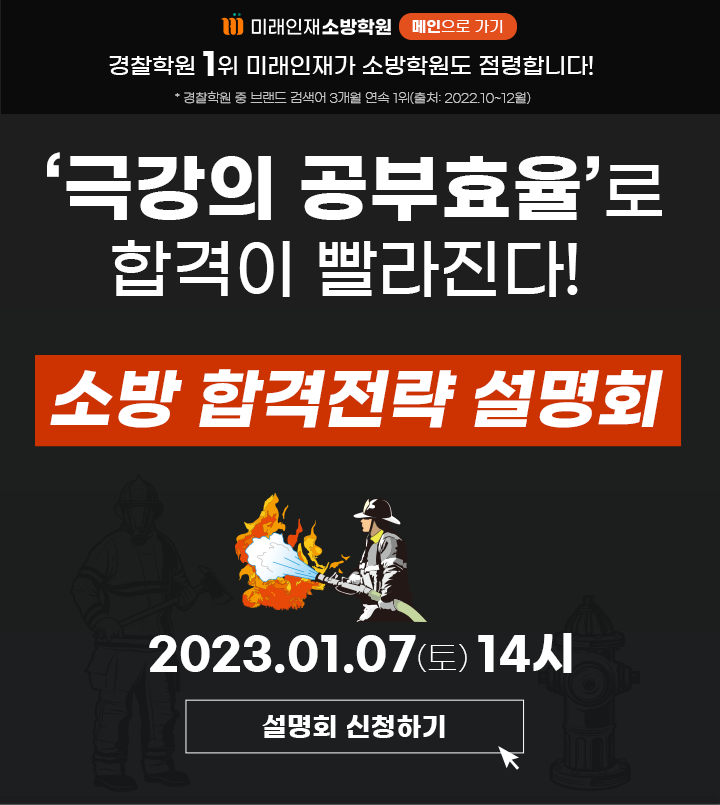 미래인재소방학원 메인으로 가기
경찰학원 1위 미래인재가 소방학원도 점령합니다!
* 경찰학원 중 브랜드 검색어 3개월 연속 1위(출처: 2022.10~12월)
‘극강의 공부효율’로
합격이 빨라진다!
소방 합격전략 설명회
2023.01.07(토) 14시
설명회 신청하기